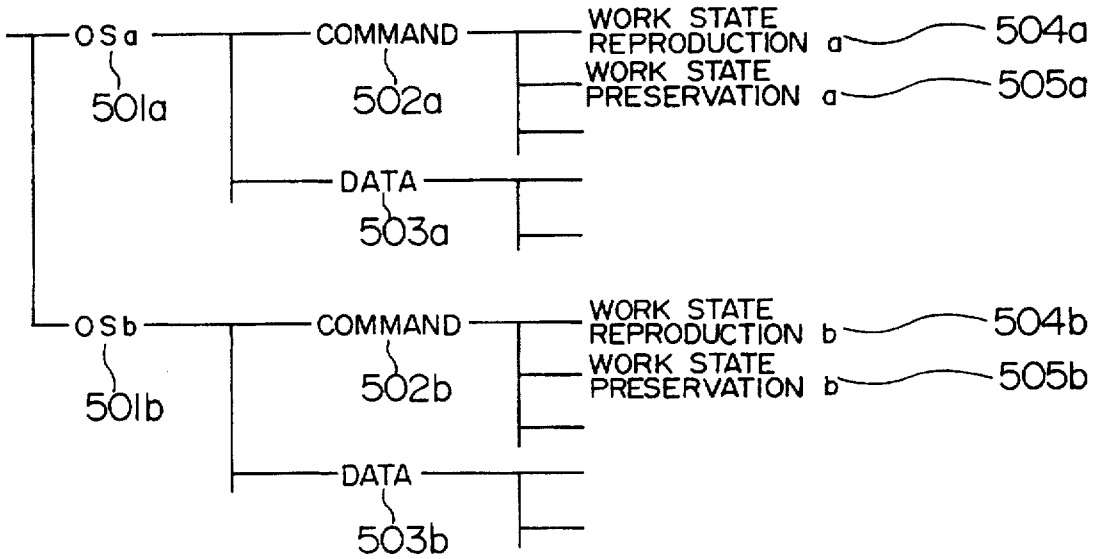 OSa COMMAND WORK STATE
REPRODUCTION a 504a
501a 502a WORK STATE
PRESERVATION a 505a
DATA
503a
OSb COMMAND WORK STATE
REPRODUCTION b 504b
501b 502b WORK STATE
PRESERVATION b 505b
DATA
503b